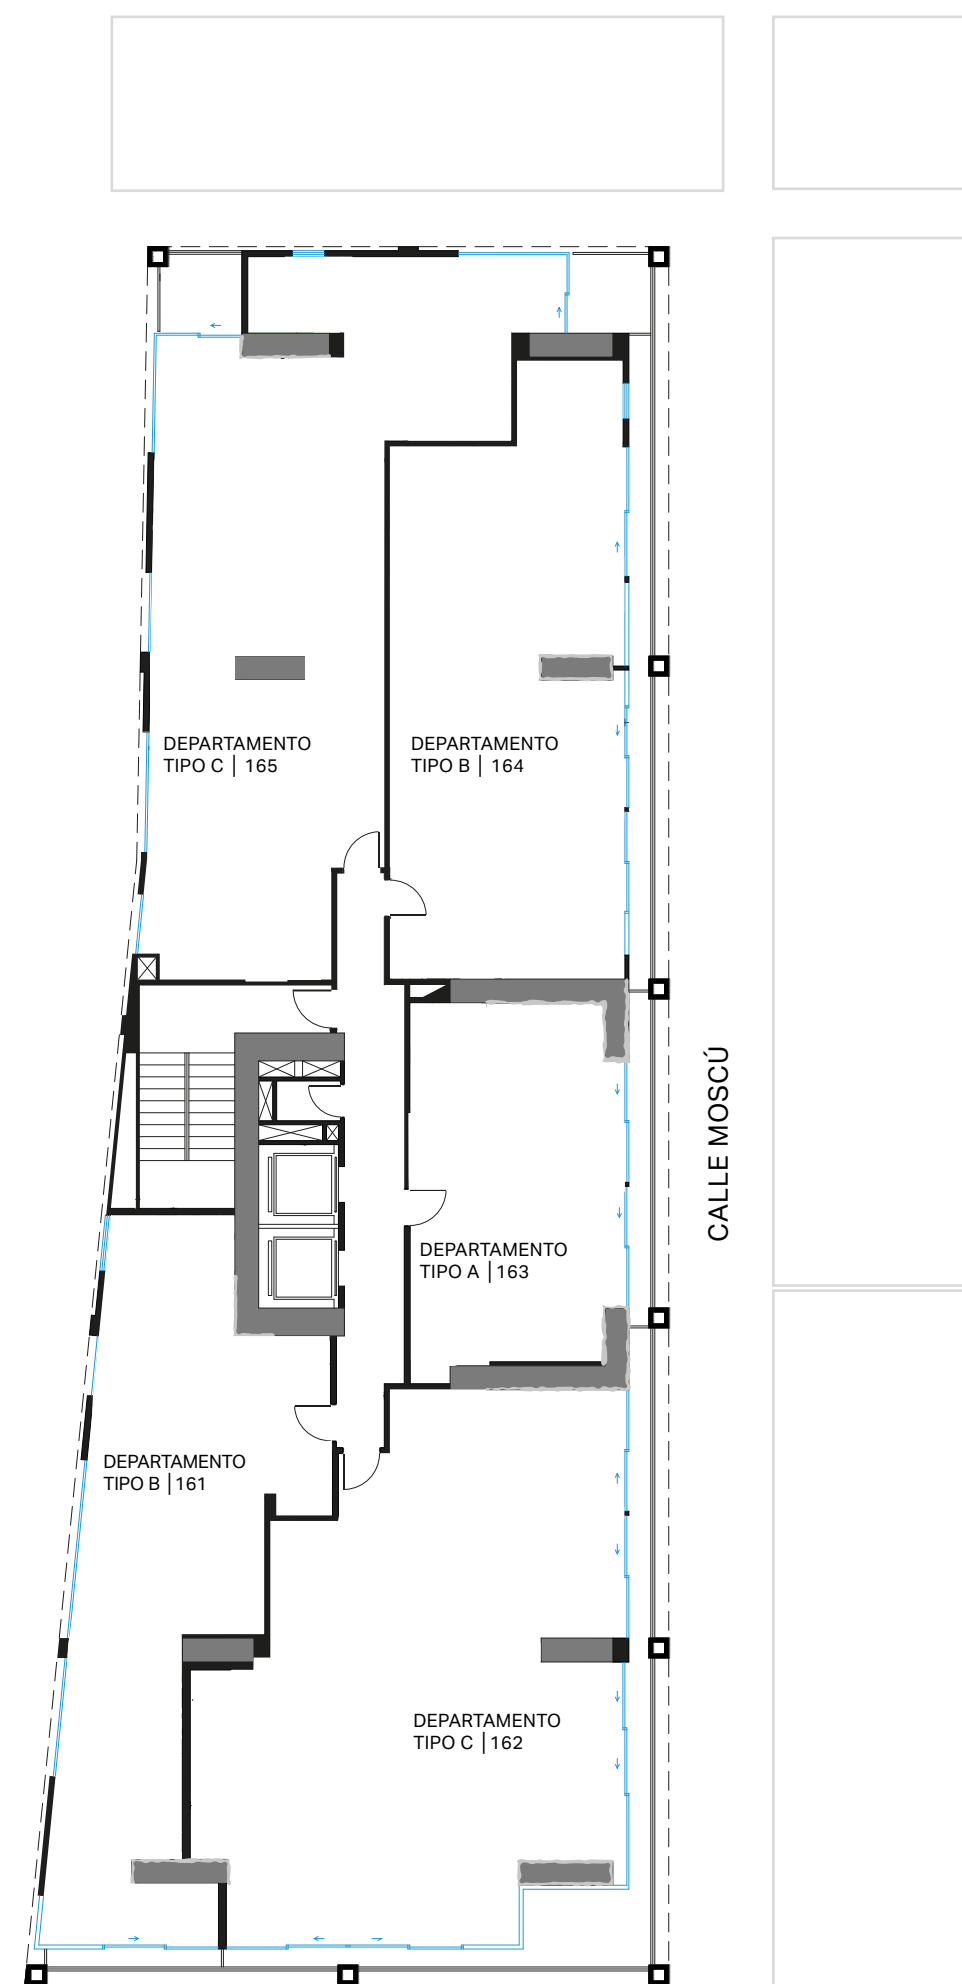 DEPARTAMENTO
TIPO C | 165
DEPARTAMENTO
TIPO B | 164
CALLE MOSCÚ
DEPARTAMENTO
TIPO A | 163
DEPARTAMENTO
TIPO B | 161
DEPARTAMENTO
TIPO C | 162